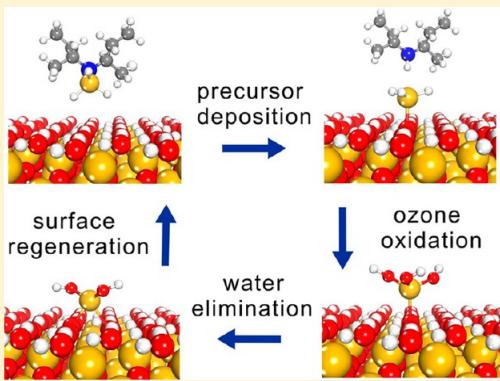 precursor
deposition
ozone
oxidation
water
elimination
surface
regeneration